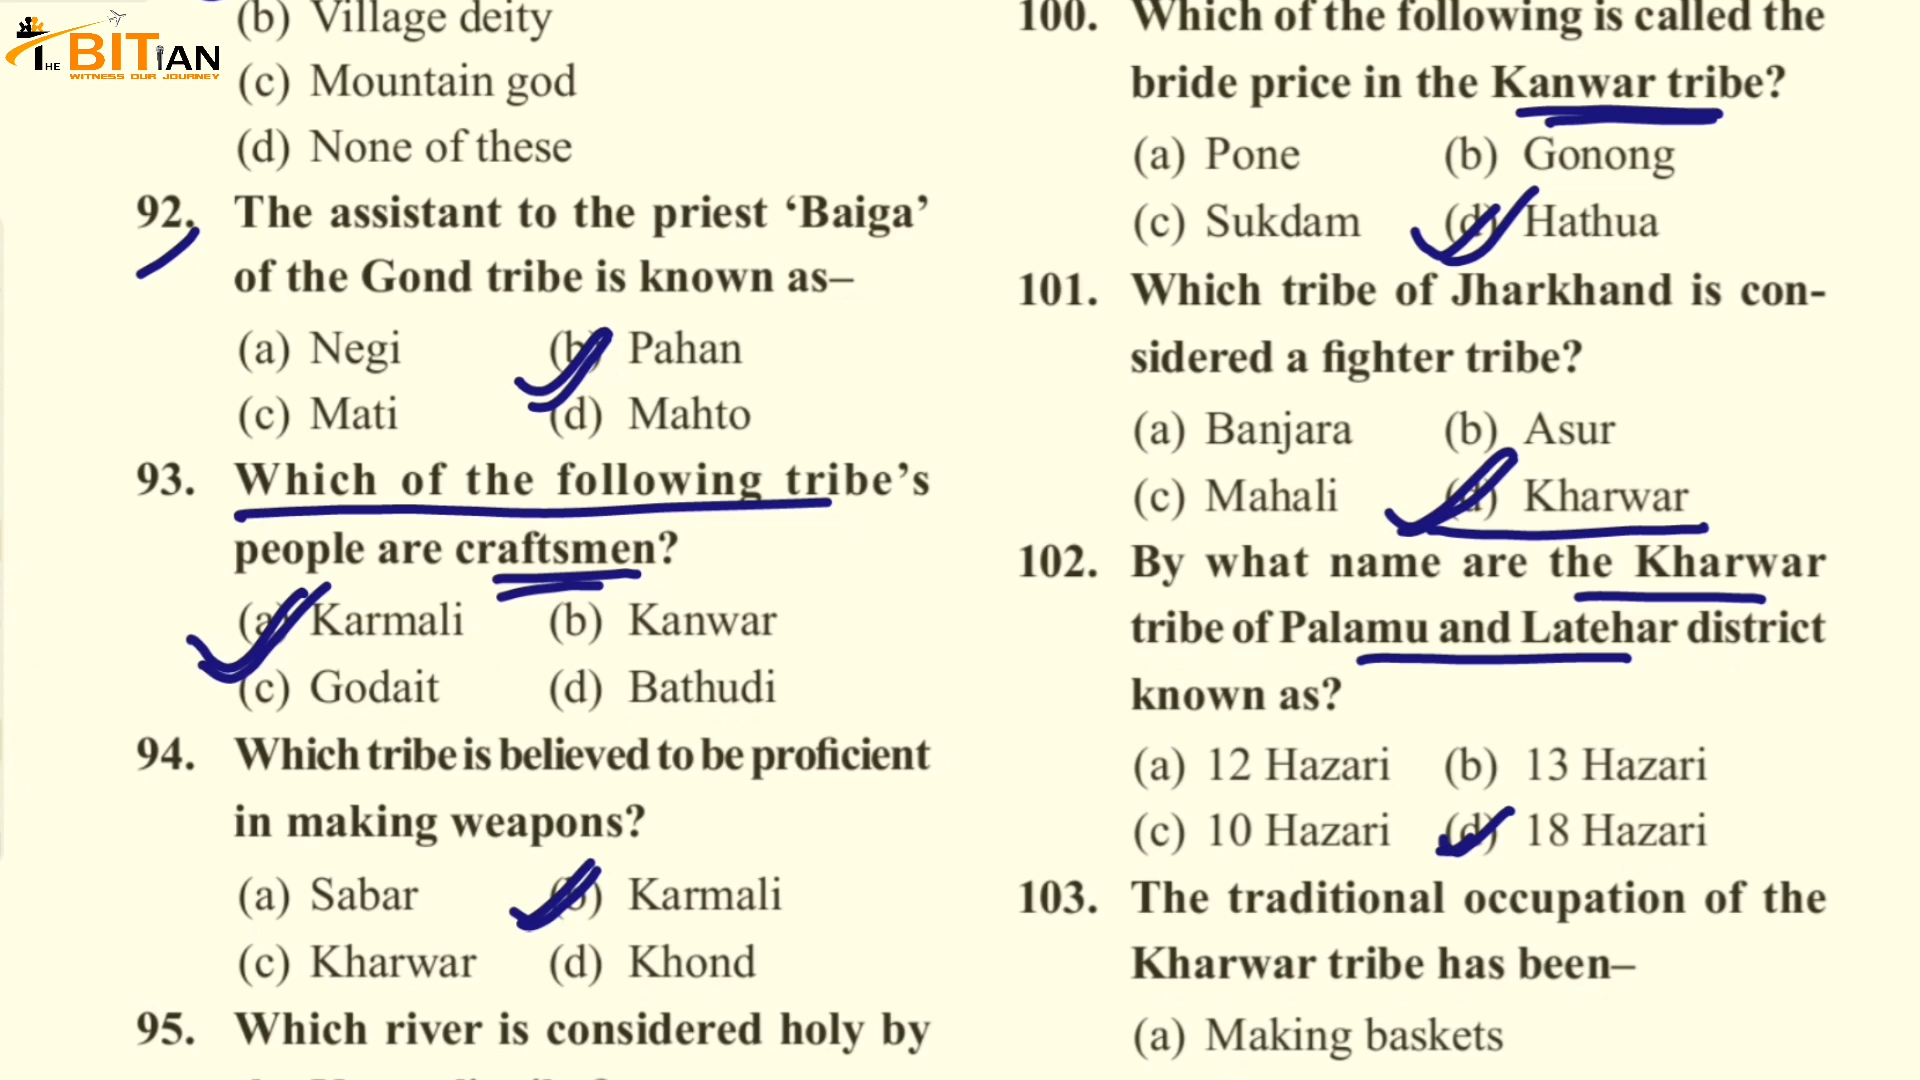 THE BITIAN
WITNESS OUR JOURNEY
(b) Village deity
(c) Mountain god
(d) None of these
92. The assistant to the priest ‘Baiga’
of the Gond tribe is known as–
(a) Negi (b) Pahan
(c) Mati (d) Mahto
93. Which of the following tribe’s
people are craftsmen?
(a) Karmali (b) Kanwar
(c) Godait (d) Bathudi
94. Which tribe is believed to be proficient
in making weapons?
(a) Sabar (b) Karmali
(c) Kharwar (d) Khond
95. Which river is considered holy by
100. Which of the following is called the
bride price in the Kanwar tribe?
(a) Pone (b) Gonong
(c) Sukdam (d) Hathua
101. Which tribe of Jharkhand is con-
sidered a fighter tribe?
(a) Banjara (b) Asur
(c) Mahali (d) Kharwar
102. By what name are the Kharwar
tribe of Palamu and Latehar district
known as?
(a) 12 Hazari (b) 13 Hazari
(c) 10 Hazari (d) 18 Hazari
103. The traditional occupation of the
Kharwar tribe has been–
(a) Making baskets